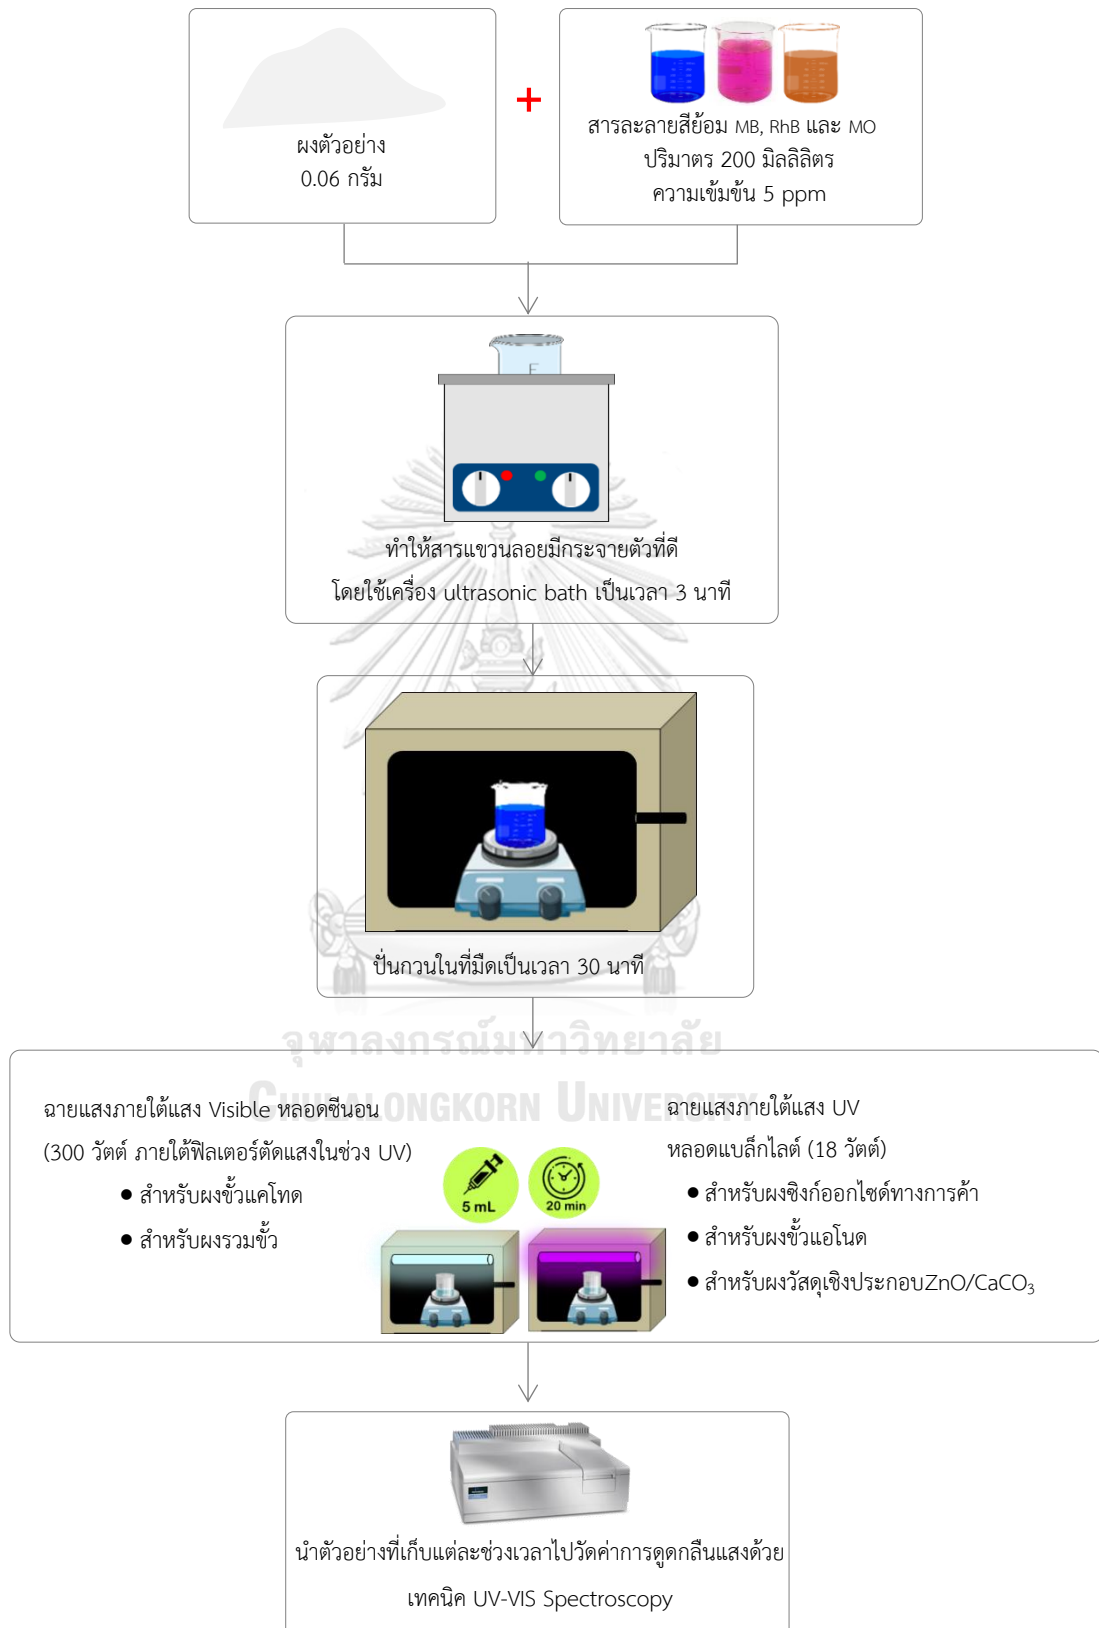 ผงตัวอย่าง
0.06 กรัม
+
สารละลายสีย้อม MB, RhB และ MO
ปริมาตร 200 มิลลิลิตร
ความเข้มข้น 5 ppm
ทำให้สารแขวนลอยมีกระจายตัวที่ดี
โดยใช้เครื่อง ultrasonic bath เป็นเวลา 3 นาที
ปั่นกวนในที่มืดเป็นเวลา 30 นาที
จุฬาลงกรณ์มหาวิทยาลัย
CHULALONGKORN UNIVERSITY
ฉายแสงภายใต้แสง Visible หลอดซีนอน
(300 วัตต์ ภายใต้ฟิลเตอร์ตัดแสงในช่วง UV)
● สำหรับผงขั้วแคโทด
● สำหรับผงรวมขั้ว
5 mL
20 min
ฉายแสงภายใต้แสง UV
หลอดแบล็กไลต์ (18 วัตต์)
● สำหรับผงซิงก์ออกไซด์ทางการค้า
● สำหรับผงขั้วแอโนด
● สำหรับผงวัสดุเชิงประกอบZnO/CaCO₃
นำตัวอย่างที่เก็บแต่ละช่วงเวลาไปวัดค่าการดูดกลืนแสงด้วย
เทคนิค UV-VIS Spectroscopy